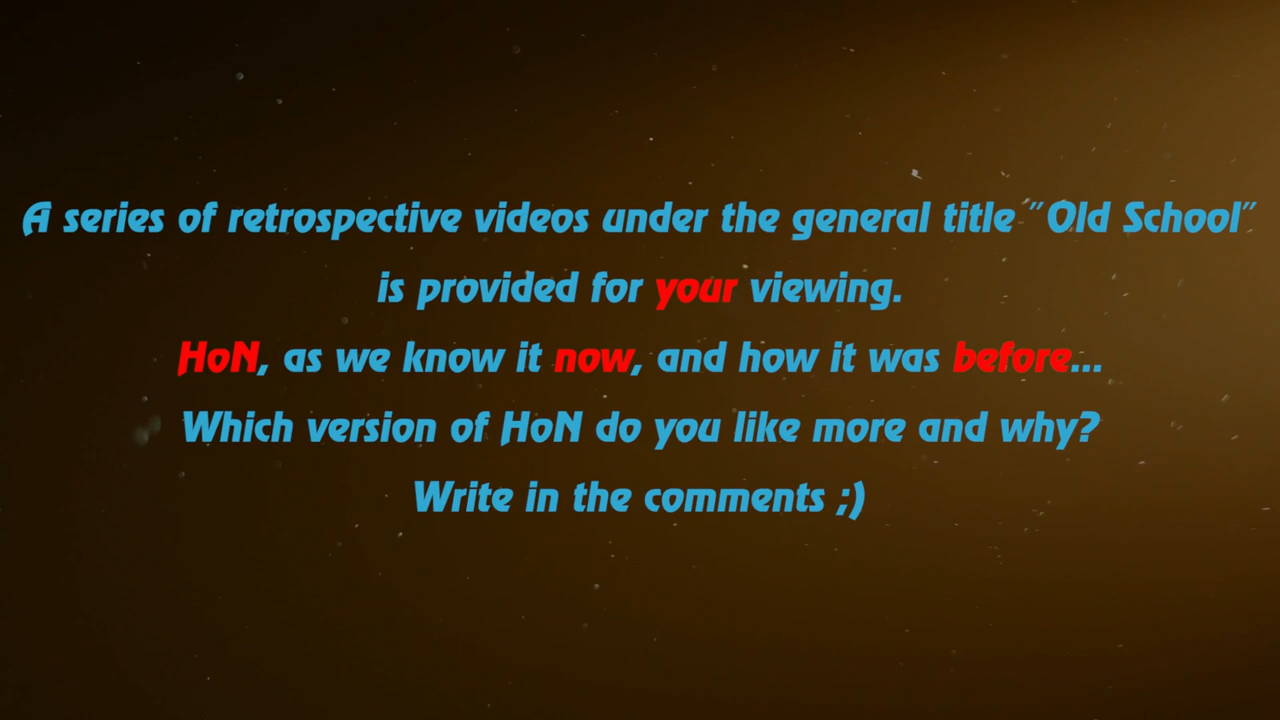 A series of retrospective videos under the general title "Old School"
is provided for your viewing.
HoN, as we know it now, and how it was before...
Which version of HoN do you like more and why?
Write in the comments ;)